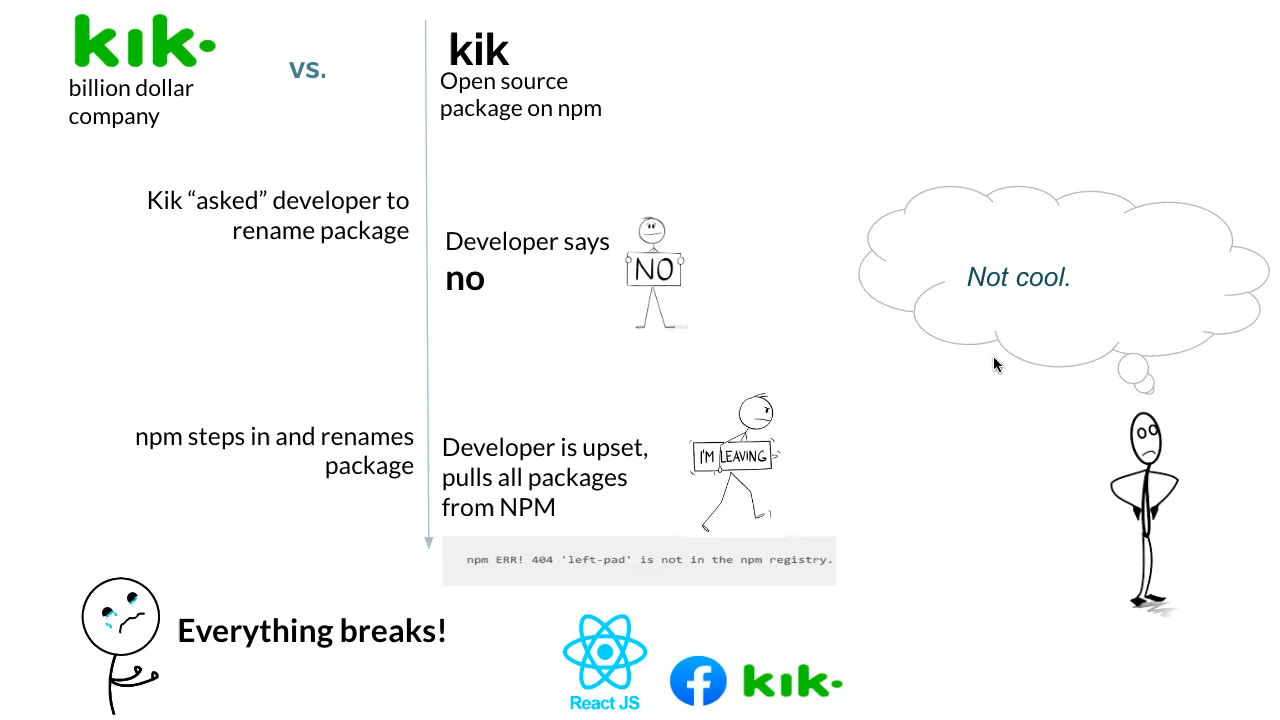 kik·
billion dollar
company
vs.
kik
Open source
package on npm
Kik “asked” developer to
rename package
Developer says
no
NO
Not cool.
npm steps in and renames
package
Developer is upset,
pulls all packages
from NPM
I'M LEAVING
npm ERR! 404 'left-pad' is not in the npm registry.
Everything breaks!
React JS
f
kik·